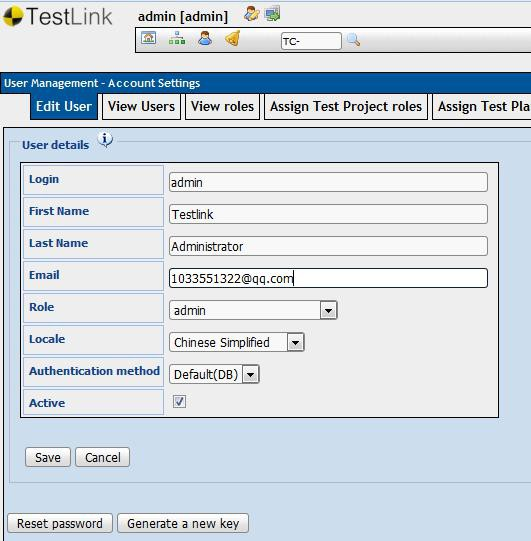 TestLink
admin [admin]
TC-
User Management - Account Settings
Edit User
View Users
View roles
Assign Test Project roles
Assign Test Pla
User details
Login
admin
First Name
Testlink
Last Name
Administrator
Email
1033551322@qq.com
Role
admin
Locale
Chinese Simplified
Authentication method
Default(DB)
Active
Save
Cancel
Reset password
Generate a new key